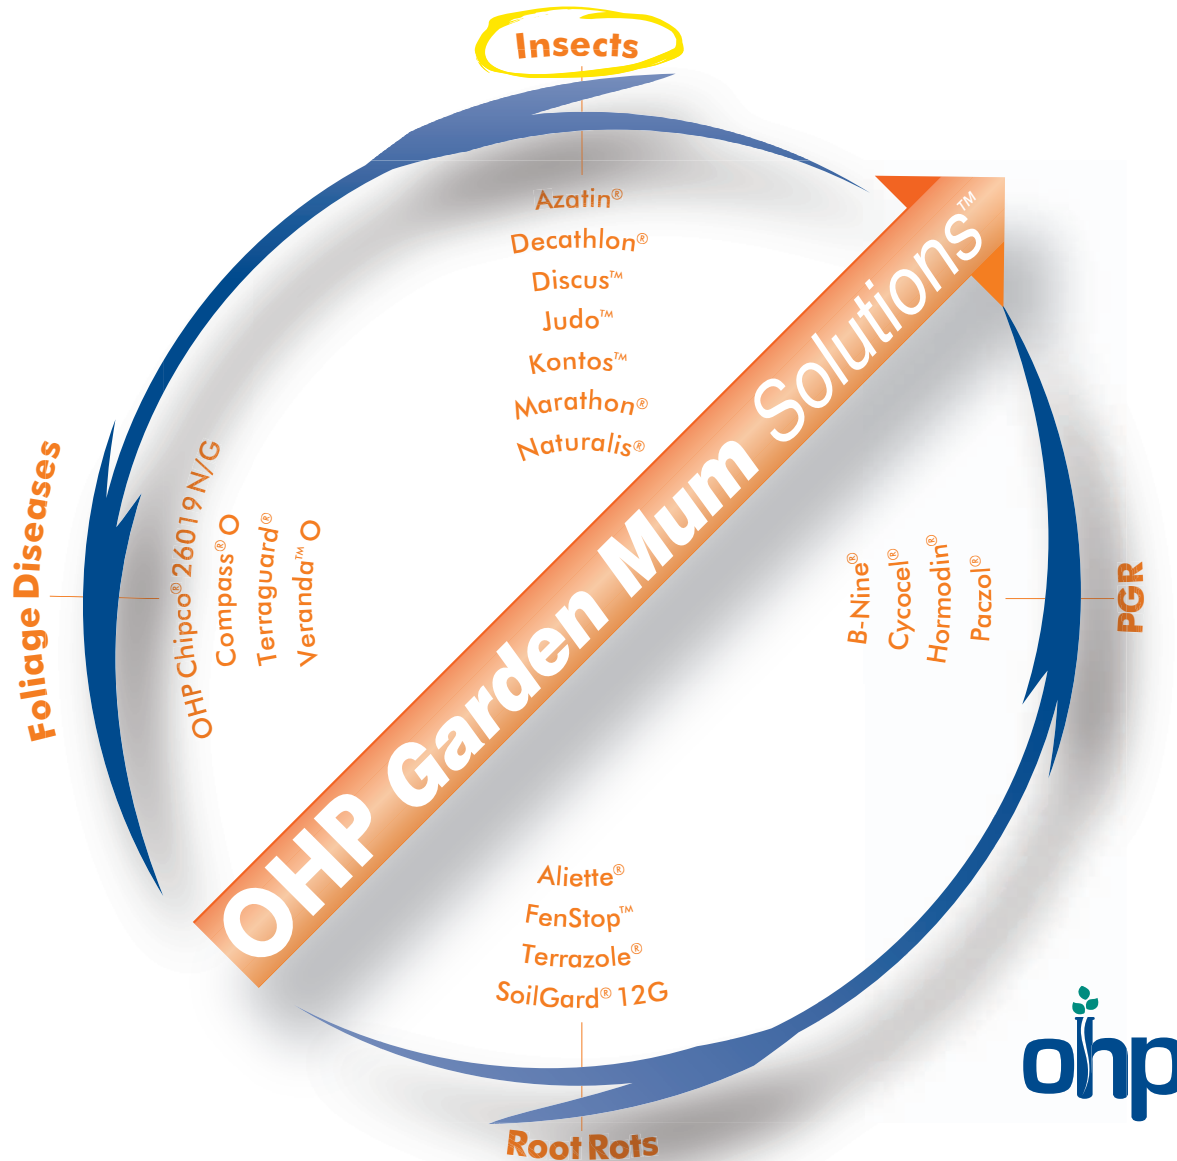 Insects
Azatin®
Decathlon®
Discus™
Judo™
Kontos™
Marathon®
Naturalis®
Foliage Diseases
OHP Chipco® 26019 N/G
Compass® O
Terraguard®
Veranda™ O
OHP Garden Mum Solutions™
B-Nine®
Cycocel®
Hormodin®
Paczol®
PGR
Aliette®
FenStop™
Terrazole®
SoilGard® 12G
Root Rots
ohp